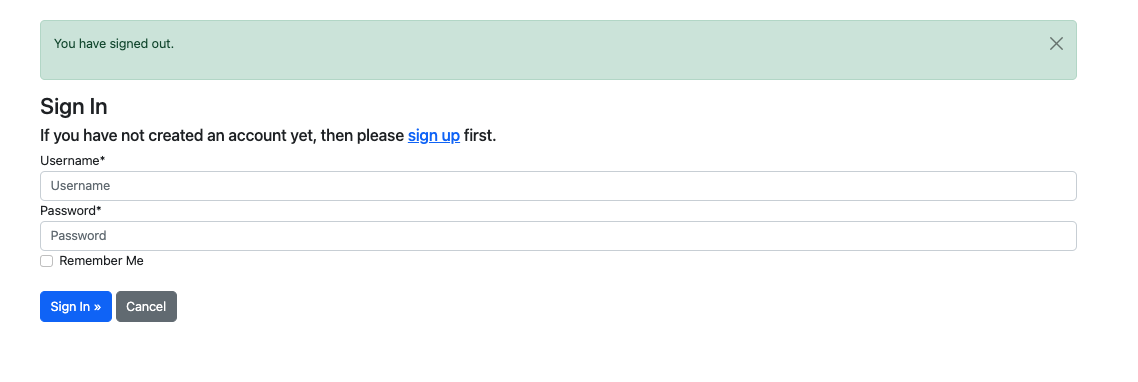 You have signed out.
Sign In
If you have not created an account yet, then please sign up first.
Username*
Username
Password*
Password
Remember Me
Sign In » Cancel